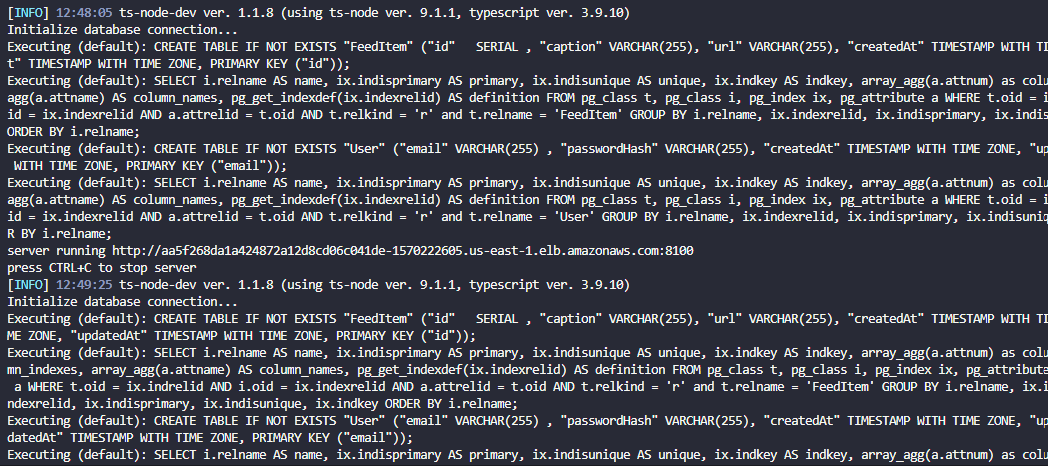 [INFO] 12:48:05 ts-node-dev ver. 1.1.8 (using ts-node ver. 9.1.1, typescript ver. 3.9.10)
Initialize database connection...
Executing (default): CREATE TABLE IF NOT EXISTS "FeedItem" ("id"   SERIAL , "caption" VARCHAR(255), "url" VARCHAR(255), "createdAt" TIMESTAMP WITH TI
t" TIMESTAMP WITH TIME ZONE, PRIMARY KEY ("id"));
Executing (default): SELECT i.relname AS name, ix.indisprimary AS primary, ix.indisunique AS unique, ix.indkey AS indkey, array_agg(a.attnum) as colu
agg(a.attname) AS column_names, pg_get_indexdef(ix.indexrelid) AS definition FROM pg_class t, pg_class i, pg_index ix, pg_attribute a WHERE t.oid = i
id = ix.indexrelid AND a.attrelid = t.oid AND t.relkind = 'r' and t.relname = 'FeedItem' GROUP BY i.relname, ix.indexrelid, ix.indisprimary, ix.indis
ORDER BY i.relname;
Executing (default): CREATE TABLE IF NOT EXISTS "User" ("email" VARCHAR(255) , "passwordHash" VARCHAR(255), "createdAt" TIMESTAMP WITH TIME ZONE, "up
 WITH TIME ZONE, PRIMARY KEY ("email"));
Executing (default): SELECT i.relname AS name, ix.indisprimary AS primary, ix.indisunique AS unique, ix.indkey AS indkey, array_agg(a.attnum) as colu
agg(a.attname) AS column_names, pg_get_indexdef(ix.indexrelid) AS definition FROM pg_class t, pg_class i, pg_index ix, pg_attribute a WHERE t.oid = i
id = ix.indexrelid AND a.attrelid = t.oid AND t.relkind = 'r' and t.relname = 'User' GROUP BY i.relname, ix.indexrelid, ix.indisprimary, ix.indisuniq
R BY i.relname;
server running http://aa5f268da1a424872a12d8cd06c041de-1570222605.us-east-1.elb.amazonaws.com:8100
press CTRL+C to stop server
[INFO] 12:49:25 ts-node-dev ver. 1.1.8 (using ts-node ver. 9.1.1, typescript ver. 3.9.10)
Initialize database connection...
Executing (default): CREATE TABLE IF NOT EXISTS "FeedItem" ("id"   SERIAL , "caption" VARCHAR(255), "url" VARCHAR(255), "createdAt" TIMESTAMP WITH TI
ME ZONE, "updatedAt" TIMESTAMP WITH TIME ZONE, PRIMARY KEY ("id"));
Executing (default): SELECT i.relname AS name, ix.indisprimary AS primary, ix.indisunique AS unique, ix.indkey AS indkey, array_agg(a.attnum) as colu
mn_indexes, array_agg(a.attname) AS column_names, pg_get_indexdef(ix.indexrelid) AS definition FROM pg_class t, pg_class i, pg_index ix, pg_attribute
 a WHERE t.oid = ix.indrelid AND i.oid = ix.indexrelid AND a.attrelid = t.oid AND t.relkind = 'r' and t.relname = 'FeedItem' GROUP BY i.relname, ix.i
ndexrelid, ix.indisprimary, ix.indisunique, ix.indkey ORDER BY i.relname;
Executing (default): CREATE TABLE IF NOT EXISTS "User" ("email" VARCHAR(255) , "passwordHash" VARCHAR(255), "createdAt" TIMESTAMP WITH TIME ZONE, "up
datedAt" TIMESTAMP WITH TIME ZONE, PRIMARY KEY ("email"));
Executing (default): SELECT i.relname AS name, ix.indisprimary AS primary, ix.indisunique AS unique, ix.indkey AS indkey, array_agg(a.attnum) as colu